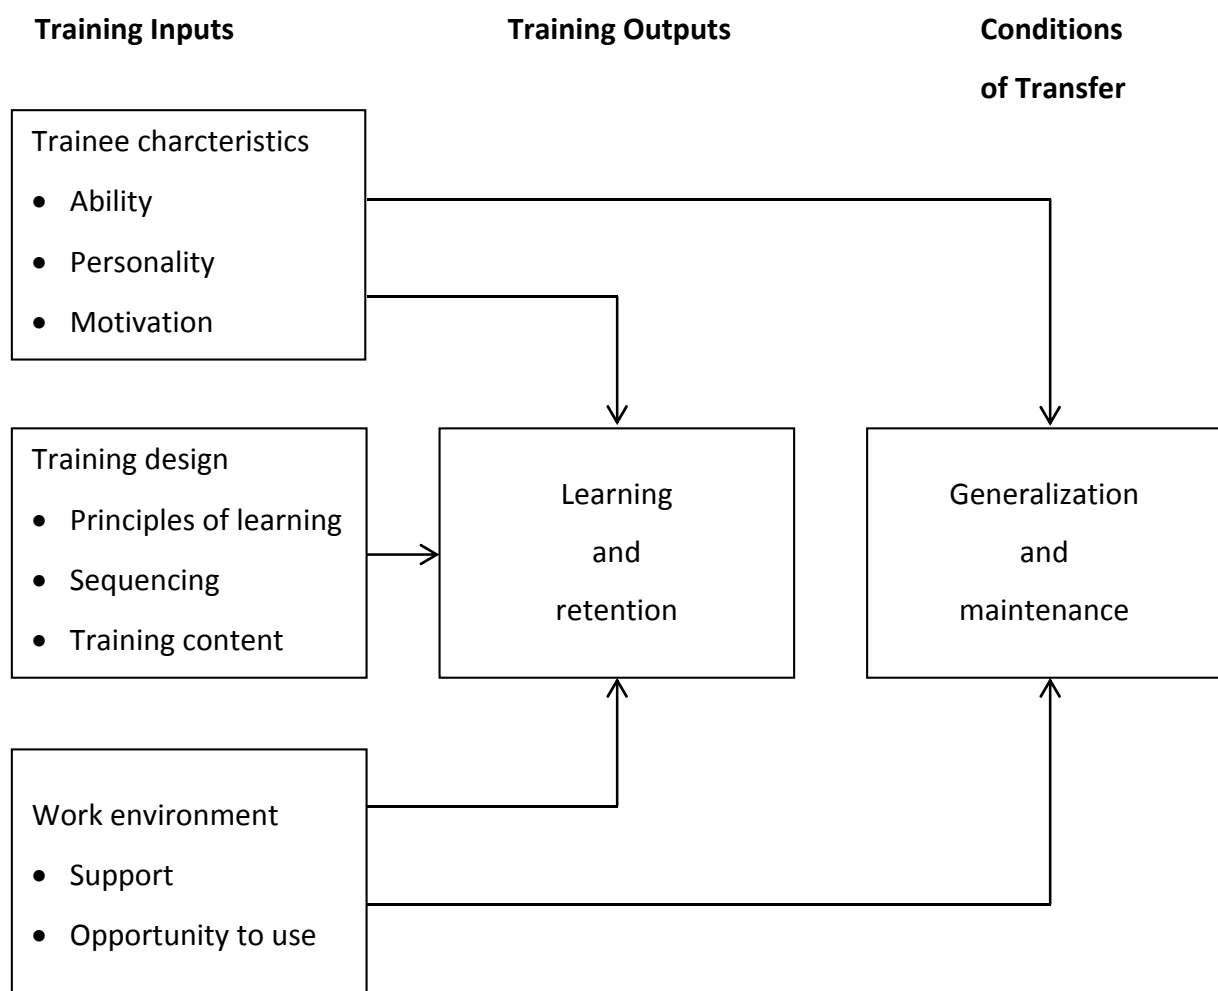 Training Inputs
Training Outputs
Conditions
of Transfer
Trainee charcteristics
• Ability
• Personality
• Motivation
Training design
• Principles of learning
• Sequencing
• Training content
Learning
and
retention
Generalization
and
maintenance
Work environment
• Support
• Opportunity to use